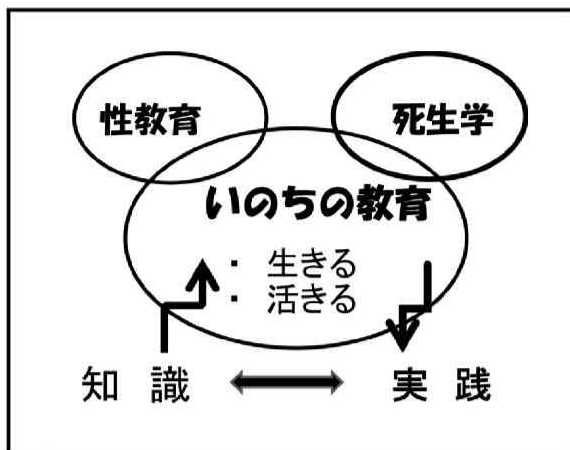 性教育 死生学
いのちの教育
・ 生きる
・ 活きる
知 識 実 践